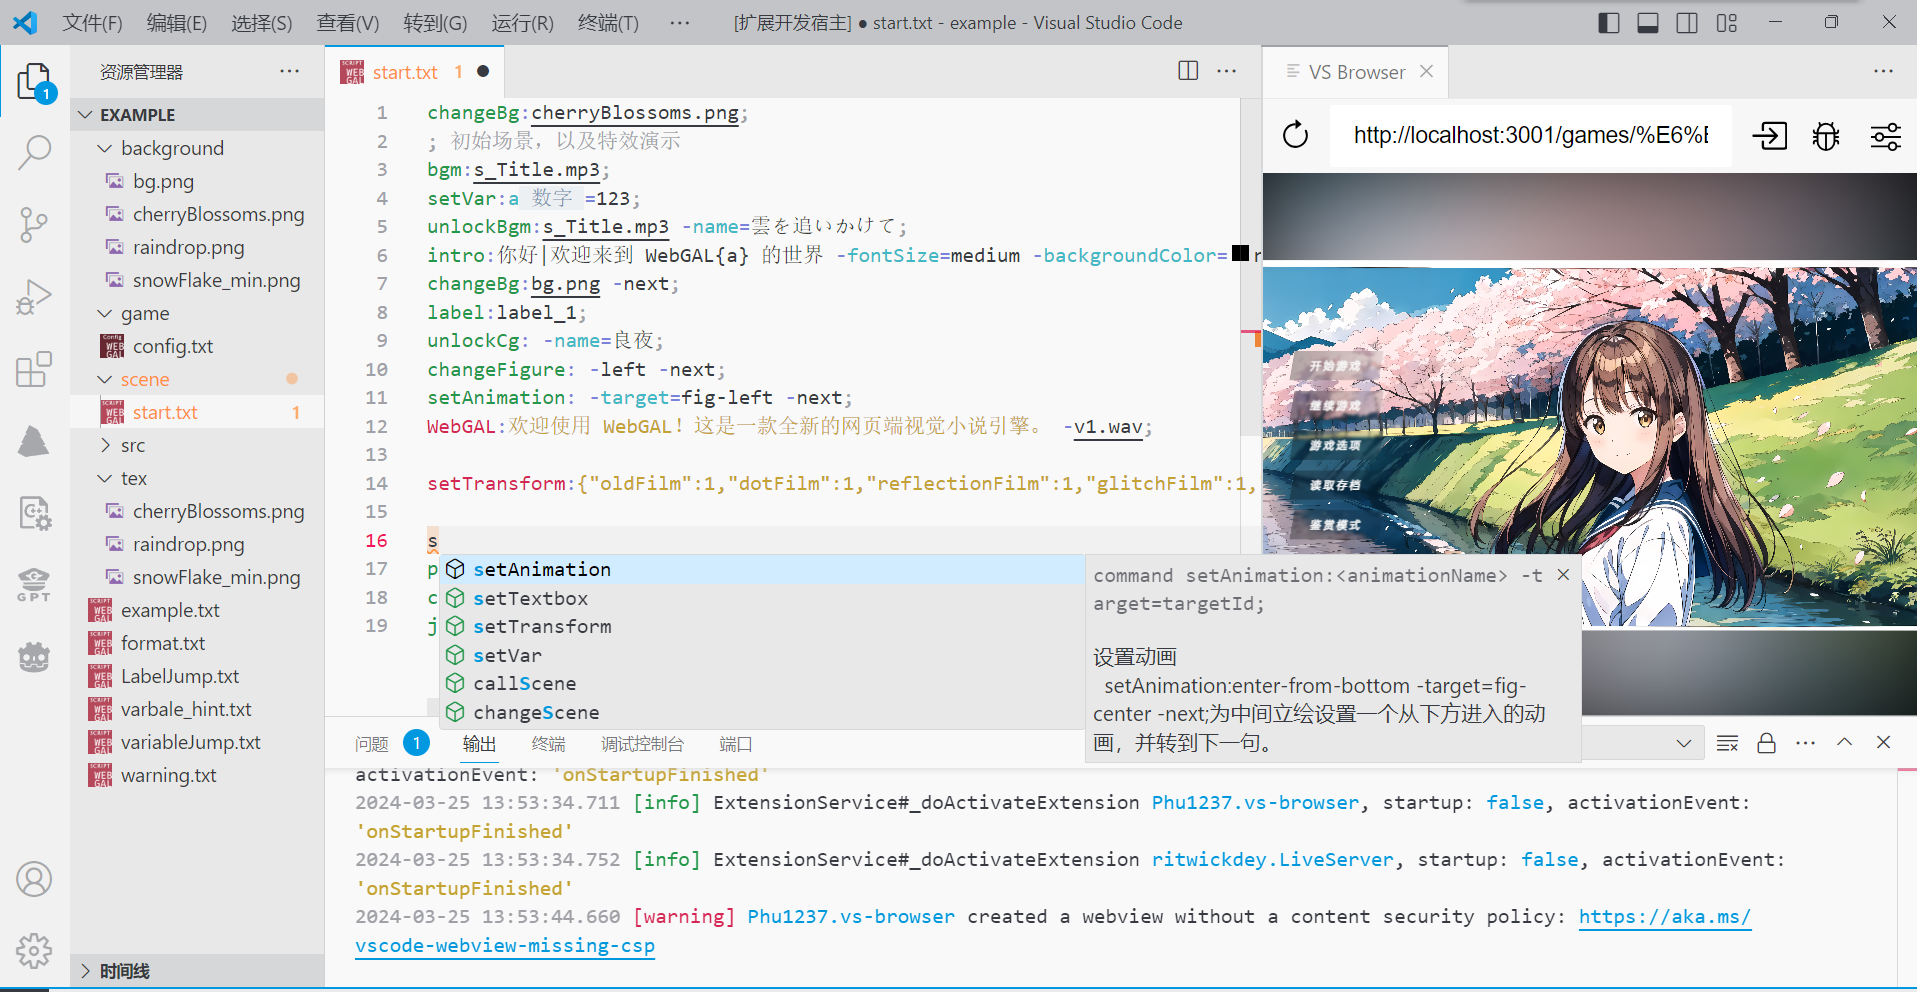 文件(F) 编辑(E) 选择(S) 查看(V) 转到(G) 运行(R) 终端(T) ··· [扩展开发宿主] ● start.txt - example - Visual Studio Code
资源管理器 ···
1
EXAMPLE
background
bg.png
cherryBlossoms.png
raindrop.png
snowFlake_min.png
game
config.txt
scene
start.txt 1
src
tex
cherryBlossoms.png
raindrop.png
snowFlake_min.png
example.txt
format.txt
LabelJump.txt
varbale_hint.txt
variableJump.txt
warning.txt
时间线
GPT
start.txt 1 ●
1 changeBg:cherryBlossoms.png;
2 ; 初始场景，以及特效演示
3 bgm:s_Title.mp3;
4 setVar:a 数字 =123;
5 unlockBgm:s_Title.mp3 -name=雲を追いかけて;
6 intro:你好|欢迎来到 WebGAL{a} 的世界 -fontSize=medium -backgroundColor=r
7 changeBg:bg.png -next;
8 label:label_1;
9 unlockCg: -name=良夜;
10 changeFigure: -left -next;
11 setAnimation: -target=fig-left -next;
12 WebGAL:欢迎使用 WebGAL！这是一款全新的网页端视觉小说引擎。 -v1.wav;
13
14 setTransform:{"oldFilm":1,"dotFilm":1,"reflectionFilm":1,"glitchFilm":1,
15
16 s
17 p
18 c
19 j
setAnimation
setTextbox
setTransform
setVar
callScene
changeScene
command setAnimation:<animationName> -t
arget=targetId;
设置动画
setAnimation:enter-from-bottom -target=fig-
center -next;为中间立绘设置一个从下方进入的动
画，并转到下一句。
VS Browser
http://localhost:3001/games/%E6%E
开始游戏
继续游戏
游戏选项
读取存档
鉴赏模式
问题 1 输出 终端 调试控制台 端口
activationEvent: 'onStartupFinished'
2024-03-25 13:53:34.711 [info] ExtensionService#_doActivateExtension Phu1237.vs-browser, startup: false, activationEvent:
'onStartupFinished'
2024-03-25 13:53:34.752 [info] ExtensionService#_doActivateExtension ritwickdey.LiveServer, startup: false, activationEvent:
'onStartupFinished'
2024-03-25 13:53:44.660 [warning] Phu1237.vs-browser created a webview without a content security policy: https://aka.ms/
vscode-webview-missing-csp